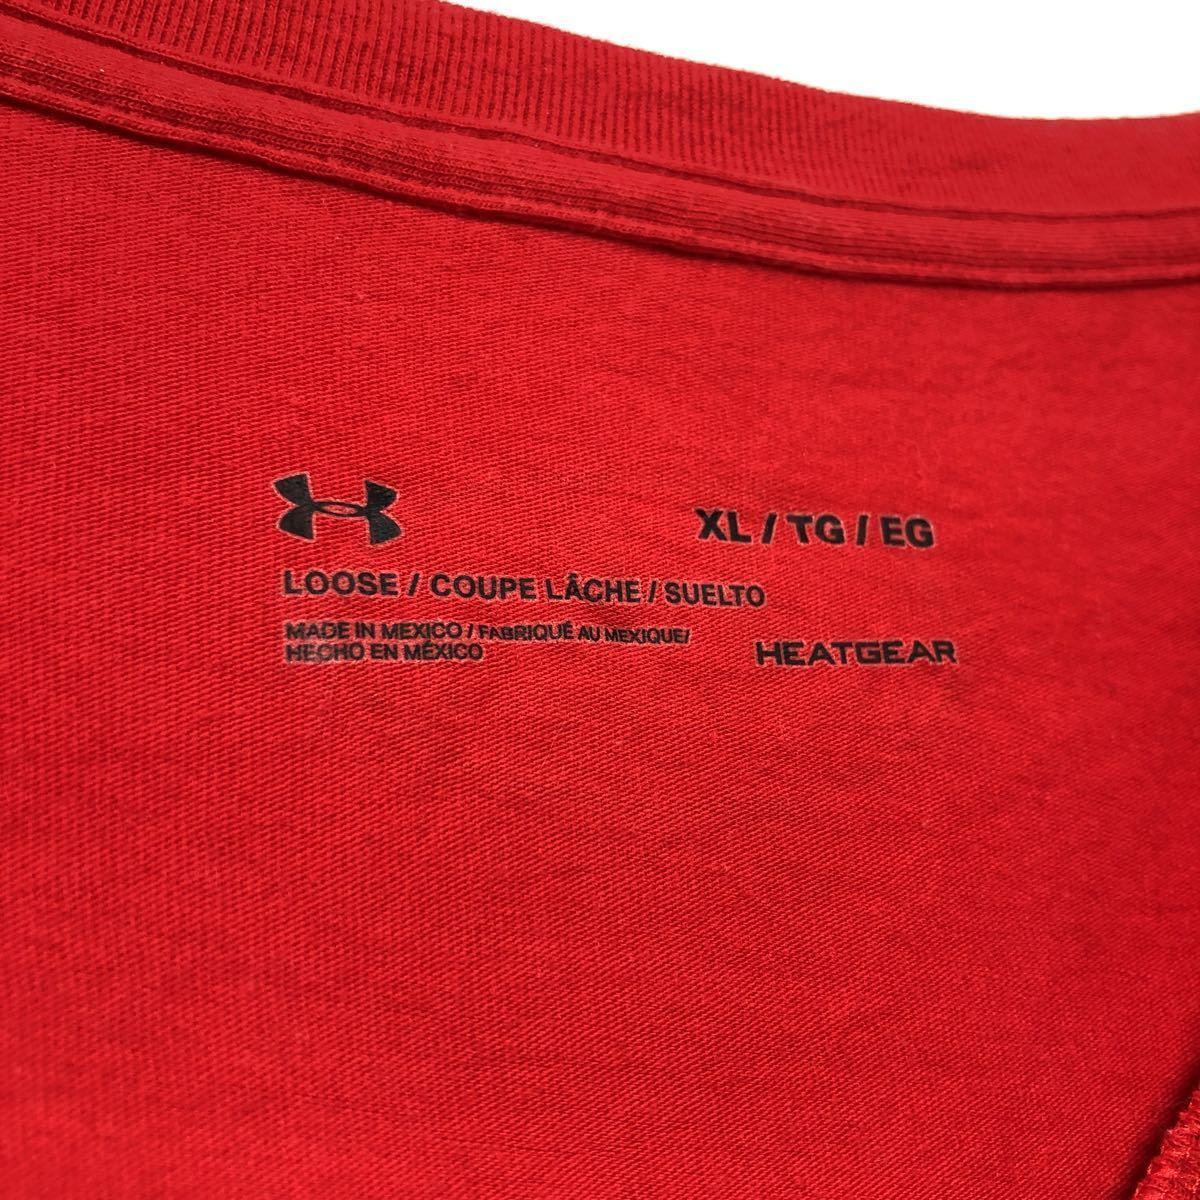 XL / TG / EG
LOOSE / COUPE LÂCHE / SUELTO
MADE IN MEXICO / FABRIQUÉ AU MEXIQUE/
HECHO EN MÉXICO
HEATGEAR